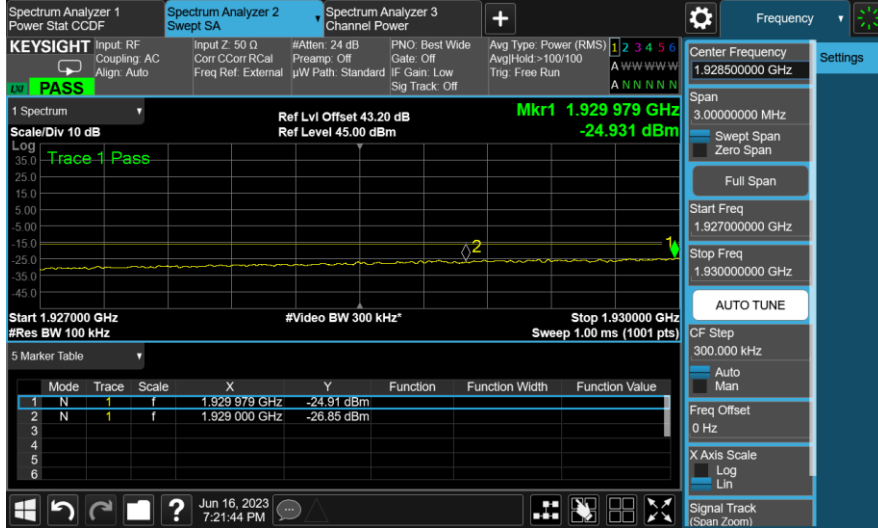 Spectrum Analyzer 1
Power Stat CCDF
Spectrum Analyzer 2
Swept SA
Spectrum Analyzer 3
Channel Power
Frequency
KEYSIGHT
Input: RF
Coupling: AC
Align: Auto
Input Z: 50 Ω
Corr CCorr RCal
Freq Ref: External
#Atten: 24 dB
Preamp: Off
µW Path: Standard
PNO: Best Wide
Gate: Off
IF Gain: Low
Sig Track: Off
Avg Type: Power (RMS)
Avg|Hold:>100/100
Trig: Free Run
1 2 3 4 5 6
A W W W W W
A N N N N N
LXI PASS
1 Spectrum
Scale/Div 10 dB
Ref Lvl Offset 43.20 dB
Ref Level 45.00 dBm
Mkr1 1.929 979 GHz
-24.931 dBm
Log
Trace 1 Pass
35.0
25.0
15.0
5.00
-5.00
-15.0
-25.0
-35.0
-45.0
2
1
Start 1.927000 GHz
#Res BW 100 kHz
#Video BW 300 kHz*
Stop 1.930000 GHz
Sweep 1.00 ms (1001 pts)
5 Marker Table
Mode Trace Scale X Y Function Function Width Function Value
1 N 1 f 1.929 979 GHz -24.91 dBm
2 N 1 f 1.929 000 GHz -26.85 dBm
3
4
5
6
Jun 16, 2023
7:21:44 PM
Center Frequency
1.928500000 GHz
Settings
Span
3.00000000 MHz
Swept Span
Zero Span
Full Span
Start Freq
1.927000000 GHz
Stop Freq
1.930000000 GHz
AUTO TUNE
CF Step
300.000 kHz
Auto
Man
Freq Offset
0 Hz
X Axis Scale
Log
Lin
Signal Track
(Span Zoom)